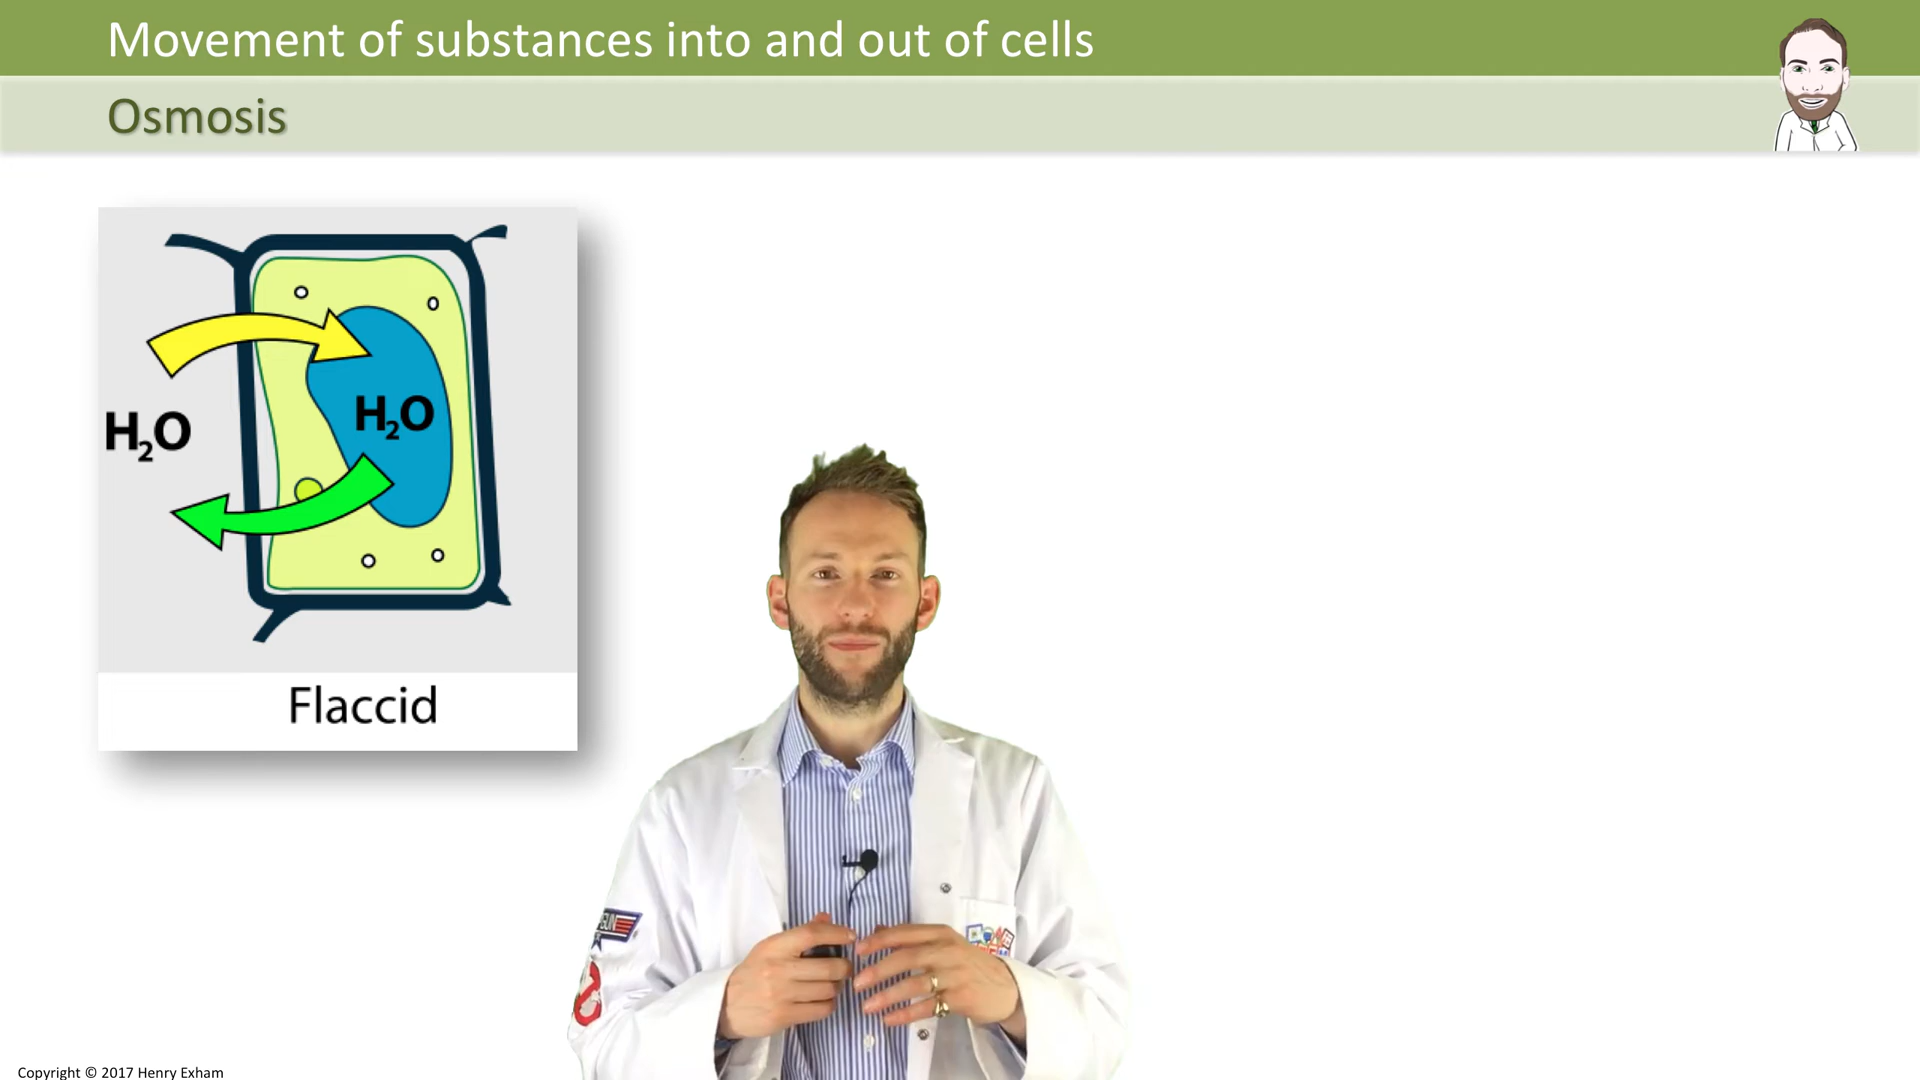 Movement of substances into and out of cells
Osmosis
H₂O
H₂O
Flaccid
Copyright © 2017 Henry Exham